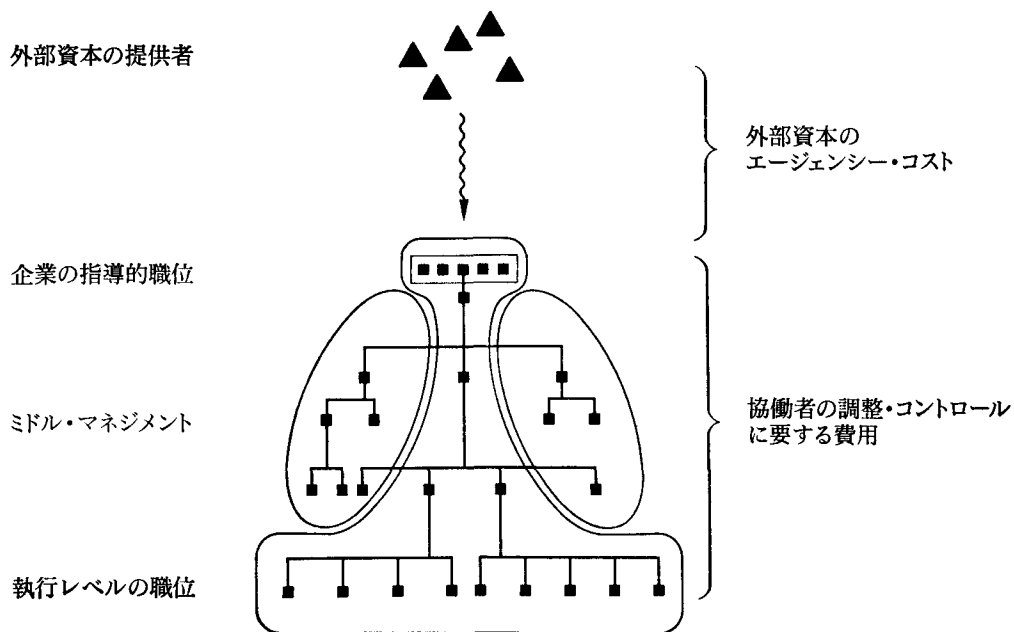 外部資本の提供者
外部資本の
エージェンシー・コスト
企業の指導的職位
ミドル・マネジメント
協働者の調整・コントロール
に要する費用
執行レベルの職位